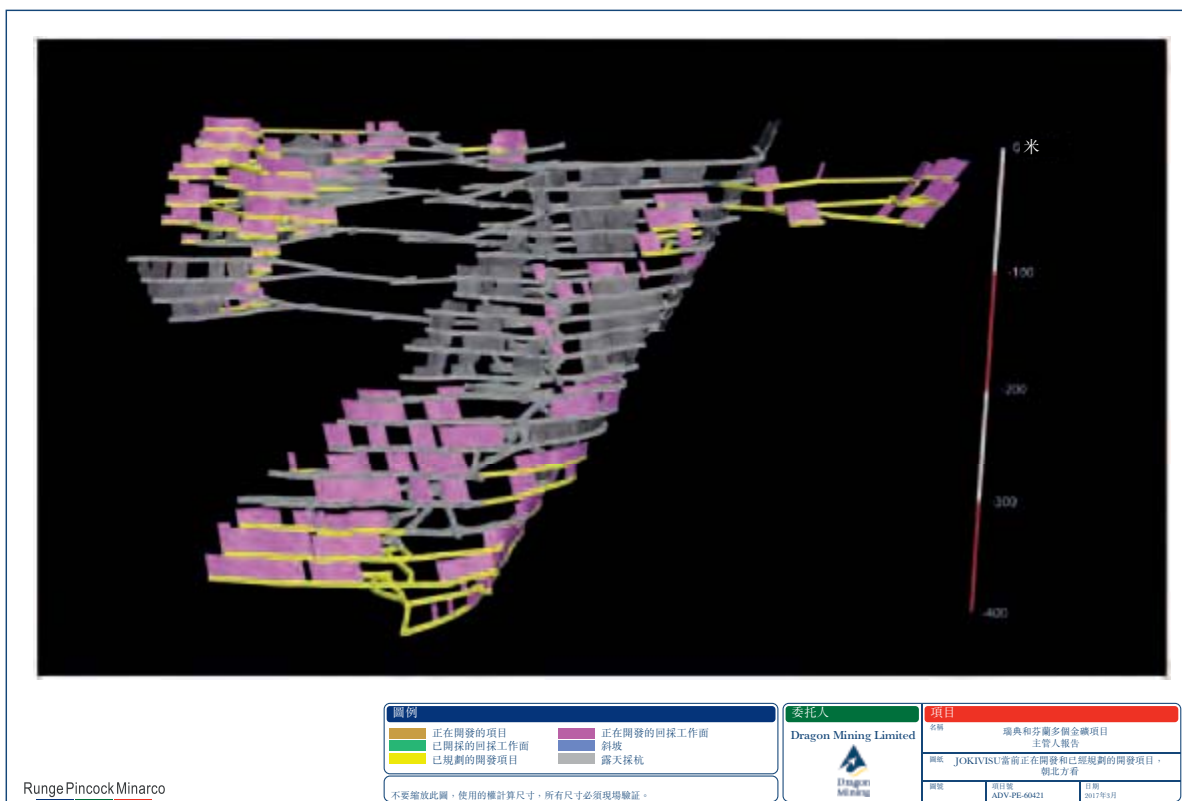 0 米
-100
-200
-300
-400
圖例
正在開發的項目
正在開發的回採工作面
已開採的回採工作面
斜坡
已規劃的開發項目
露天採杭
不要縮放此圖，使用的權計算尺寸，所有尺寸必須現場驗証。
委托人
Dragon Mining Limited
Dragon
Mining
項目
名稱
瑞典和芬蘭多個金礦項目
主管人報告
圖紙
JOKIVISU當前正在開發和已經規劃的開發項目，
朝北方看
圖號
項目號
ADV-PE-60421
日期
2017年3月
RungePincockMinarco